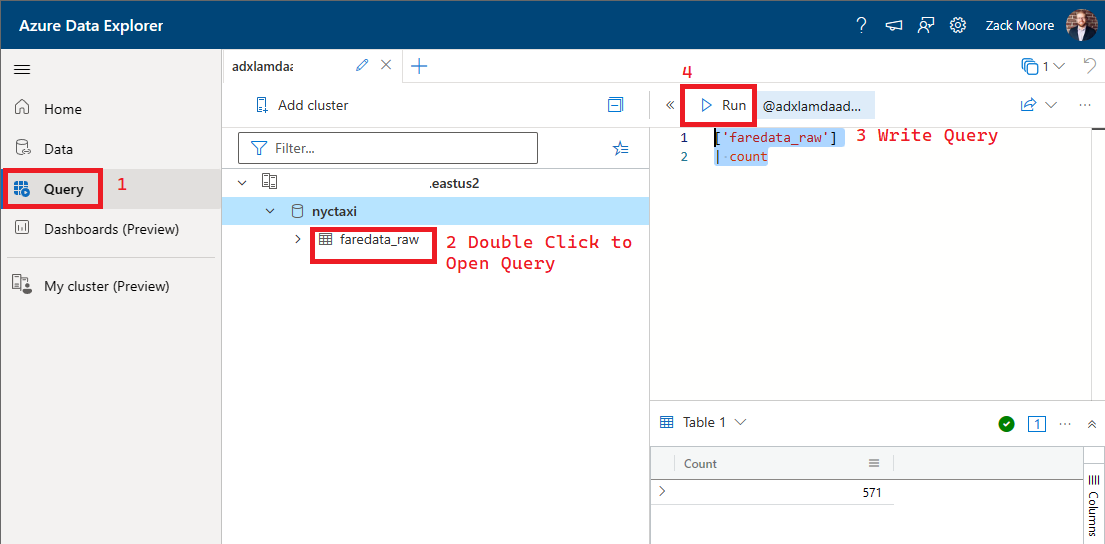 Azure Data Explorer
? Zack Moore
adxlamdaa
1
Home
Data
Query
1
Dashboards (Preview)
My cluster (Preview)
Add cluster
Filter...
.eastus2
nyctaxi
faredata_raw
2 Double Click to
Open Query
4
« Run @adxlamdaad... ...
1 ['faredata_raw'] 3 Write Query
2 | count
Table 1 1 ...
Count
571
Columns